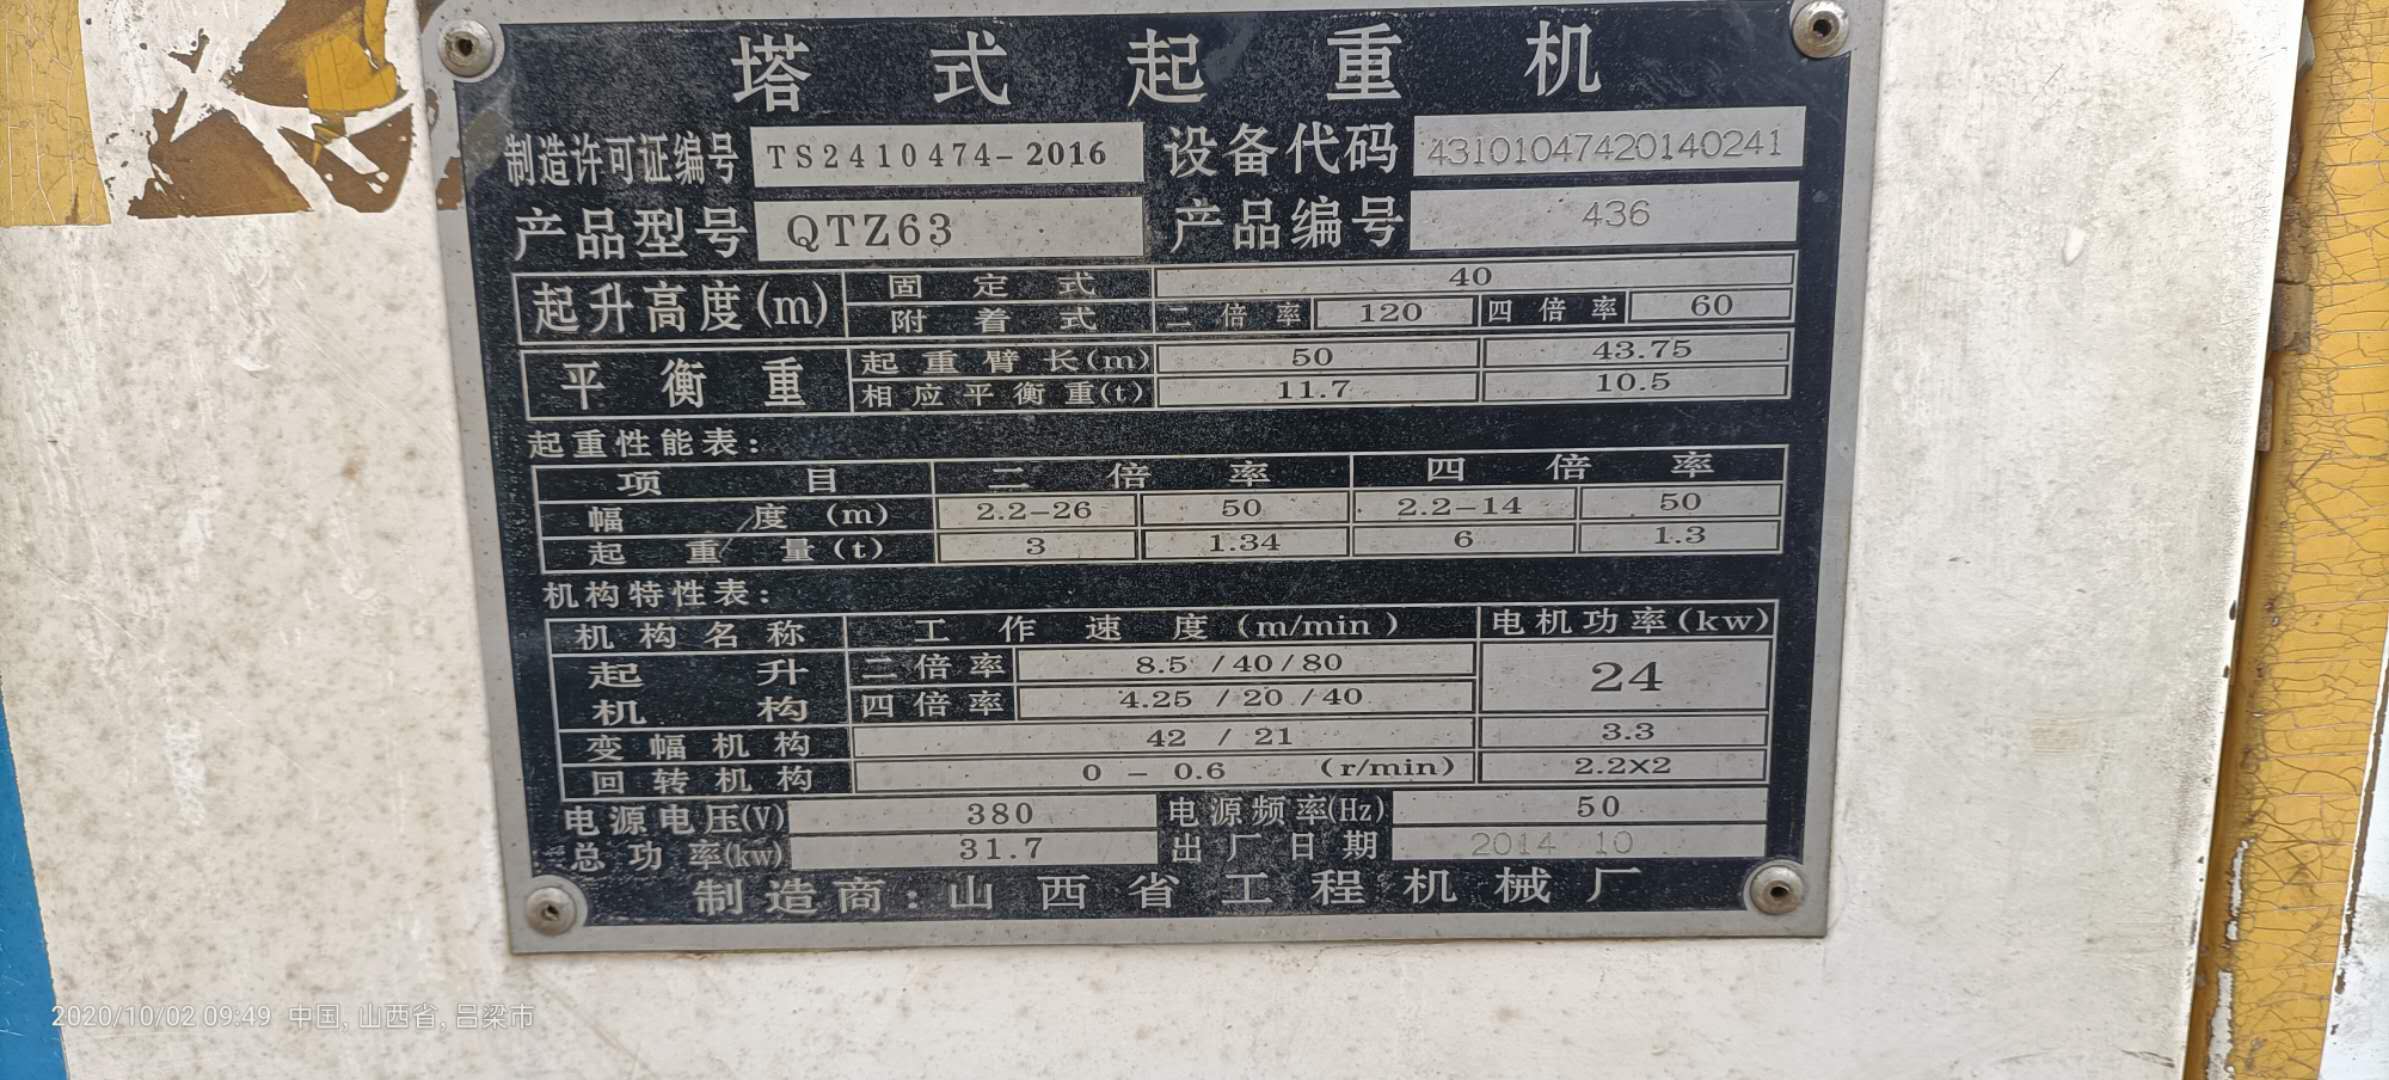 塔式起重机
制造许可证编号 TS2410474-2016 设备代码 43101047420140241
产品型号 QTZ63 产品编号 436
起升高度(m) 固定式 40
附着式 二倍率 120 四倍率 60
平衡重 起重臂长(m) 50 43.75
相应平衡重(t) 11.7 10.5
起重性能表:
项目 二倍率 四倍率
幅度(m) 2.2-26 50 2.2-14 50
起重量(t) 3 1.34 6 1.3
机构特性表:
机构名称 工作速度(m/min) 电机功率(kw)
起升机构 二倍率 8.5/40/80 24
四倍率 4.25/20/40
变幅机构 42/21 3.3
回转机构 0-0.6 (r/min) 2.2×2
电源电压(V) 380 电源频率(Hz) 50
总功率(kw) 31.7 出厂日期 2014 10
制造商:山西省工程机械厂
2020/10/02 09:49 中国, 山西省, 吕梁市